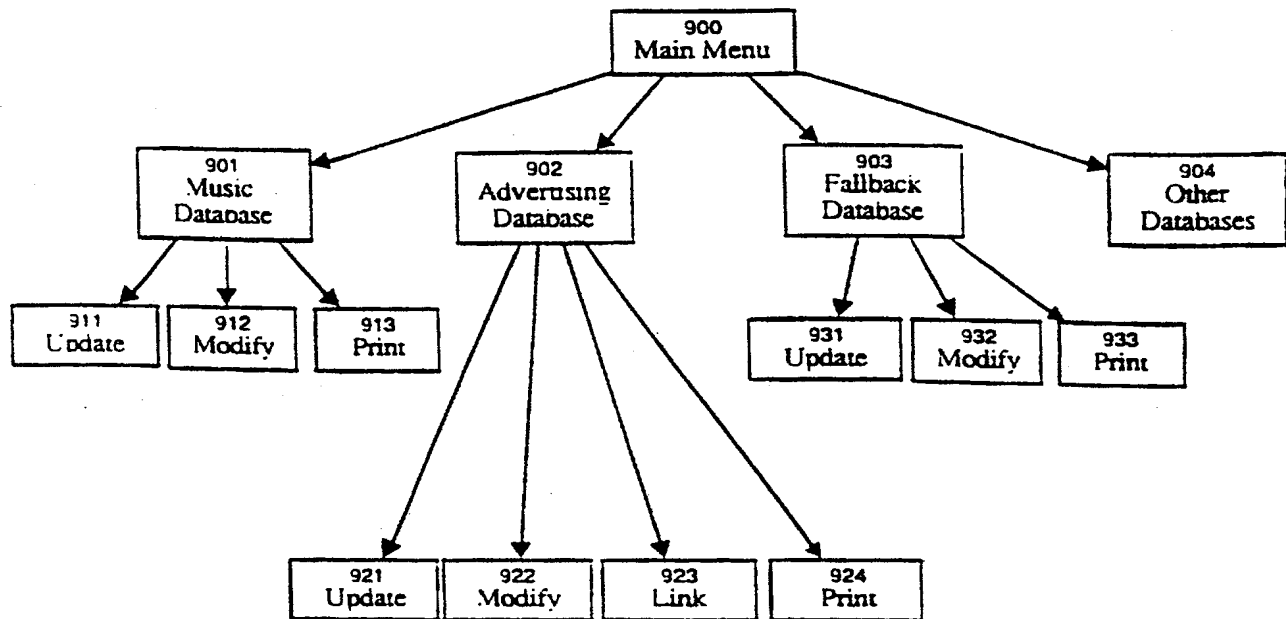 900
Main Menu
901
Music
Database
902
Advertising
Database
903
Fallback
Database
904
Other
Databases
911
Update
912
Modify
913
Print
931
Update
932
Modify
933
Print
921
Update
922
Modify
923
Link
924
Print